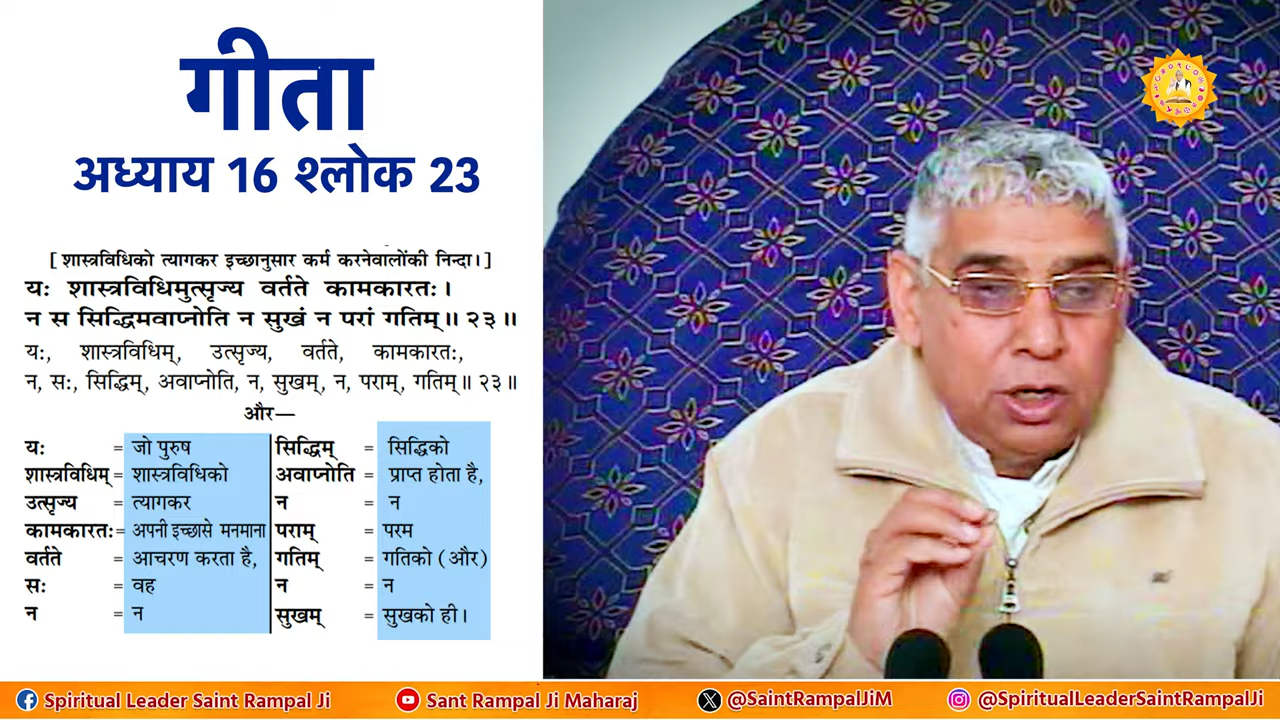 गीता
अध्याय 16 श्लोक 23
[ शास्त्रविधिको त्यागकर इच्छानुसार कर्म करनेवालोंकी निन्दा।]
यः शास्त्रविधिमुत्सृज्य वर्तते कामकारतः।
न स सिद्धिमवाप्नोति न सुखं न परां गतिम्॥ २३॥
यः, शास्त्रविधिम्, उत्सृज्य, वर्तते, कामकारतः,
न, सः, सिद्धिम्, अवाप्नोति, न, सुखम्, न, पराम्, गतिम्॥ २३॥
और—
यः = जो पुरुष
शास्त्रविधिम् = शास्त्रविधिको
उत्सृज्य = त्यागकर
कामकारतः = अपनी इच्छासे मनमाना
वर्तते = आचरण करता है,
सः = वह
न = न
सिद्धिम् = सिद्धिको
अवाप्नोति = प्राप्त होता है,
न = न
पराम् = परम
गतिम् = गतिको (और)
न = न
सुखम् = सुखको ही।
Spiritual Leader Saint Rampal Ji
Sant Rampal Ji Maharaj
@SaintRampalJiM
@SpiritualLeaderSaintRampalJi